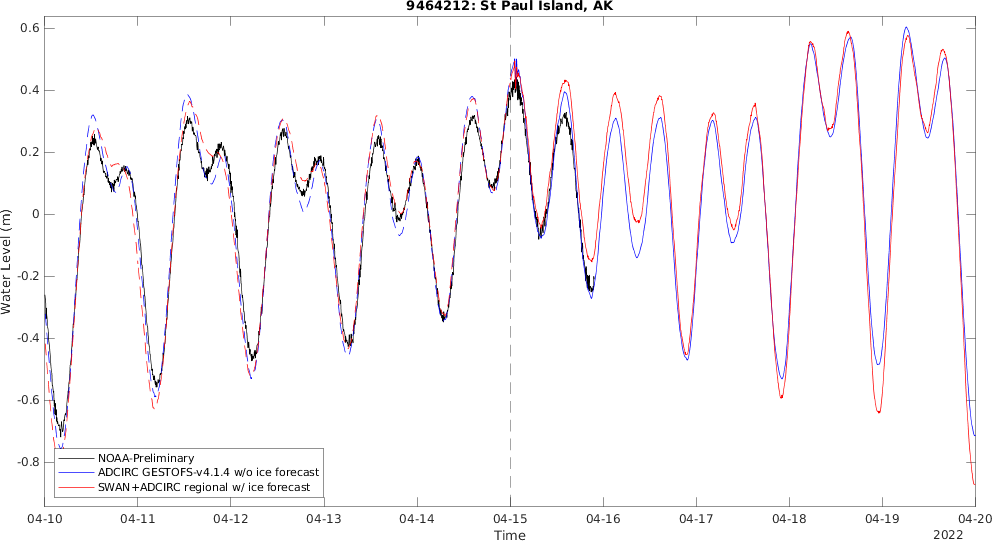 9464212: St Paul Island, AK
0.6
0.4
0.2
0
-0.2
-0.4
-0.6
-0.8
Water Level (m)
NOAA-Preliminary
ADCIRC GESTOFS-v4.1.4 w/o ice forecast
SWAN+ADCIRC regional w/ ice forecast
04-10 04-11 04-12 04-13 04-14 04-15 04-16 04-17 04-18 04-19 04-20
Time
2022